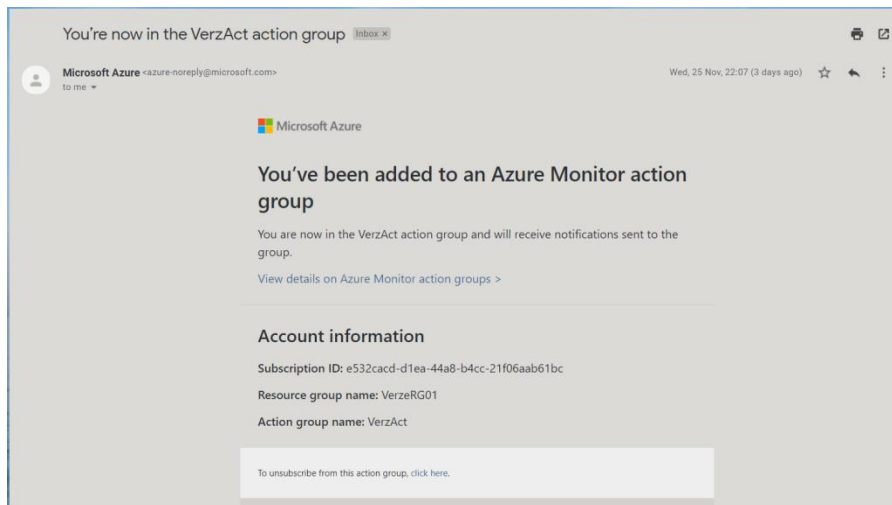 You're now in the VerzAct action group Inbox ×
Microsoft Azure <azure-noreply@microsoft.com>
Wed, 25 Nov, 22:07 (3 days ago)
to me
Microsoft Azure
You've been added to an Azure Monitor action
group
You are now in the VerzAct action group and will receive notifications sent to the
group.
View details on Azure Monitor action groups >
Account information
Subscription ID: e532cacd-d1ea-44a8-b4cc-21f06aab61bc
Resource group name: VerzeRG01
Action group name: VerzAct
To unsubscribe from this action group, click here.